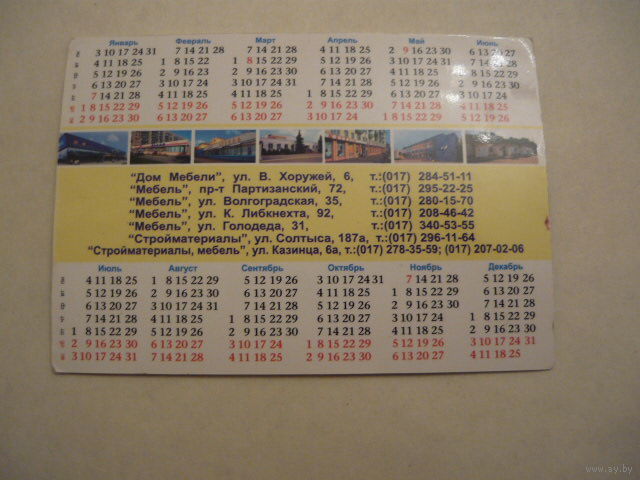 Январь Февраль Март Апрель Май Июнь
3 10 17 24 31 7 14 21 28 7 14 21 28 4 11 18 25 2 9 16 23 30 6 13 20 27
4 11 18 25 1 8 15 22 1 8 15 22 29 5 12 19 26 3 10 17 24 31 7 14 21 28
5 12 19 26 2 9 16 23 2 9 16 23 30 6 13 20 27 4 11 18 25 1 8 15 22 29
6 13 20 27 3 10 17 24 3 10 17 24 31 7 14 21 28 5 12 19 26 2 9 16 23 30
7 14 21 28 4 11 18 25 4 11 18 25 1 8 15 22 29 6 13 20 27 3 10 17 24
1 8 15 22 29 5 12 19 26 5 12 19 26 2 9 16 23 30 7 14 21 28 4 11 18 25
2 9 16 23 30 6 13 20 27 6 13 20 27 3 10 17 24 1 8 15 22 29 5 12 19 26
"Дом Мебели", ул. В. Хоружей, 6, т.:(017) 284-51-11
"Мебель", пр-т Партизанский, 72, т.:(017) 295-22-25
"Мебель", ул. Волгоградская, 35, т.:(017) 280-15-70
"Мебель", ул. К. Либкнехта, 92, т.:(017) 208-46-42
"Мебель", ул. Голодеда, 31, т.:(017) 340-53-55
"Стройматериалы", ул. Солтыса, 187а, т.:(017) 296-11-64
"Стройматериалы, мебель", ул. Казинца, 6а, т.:(017) 278-35-59; (017) 207-02-06
Июль Август Сентябрь Октябрь Ноябрь Декабрь
4 11 18 25 1 8 15 22 29 5 12 19 26 3 10 17 24 31 7 14 21 28 5 12 19 26
5 12 19 26 2 9 16 23 30 6 13 20 27 4 11 18 25 1 8 15 22 29 6 13 20 27
6 13 20 27 3 10 17 24 31 7 14 21 28 5 12 19 26 2 9 16 23 30 7 14 21 28
7 14 21 28 4 11 18 25 1 8 15 22 29 6 13 20 27 3 10 17 24 1 8 15 22 29
1 8 15 22 29 5 12 19 26 2 9 16 23 30 7 14 21 28 4 11 18 25 2 9 16 23 30
2 9 16 23 30 6 13 20 27 3 10 17 24 1 8 15 22 29 5 12 19 26 3 10 17 24 31
3 10 17 24 31 7 14 21 28 4 11 18 25 2 9 16 23 30 6 13 20 27 4 11 18 25
www.ay.by